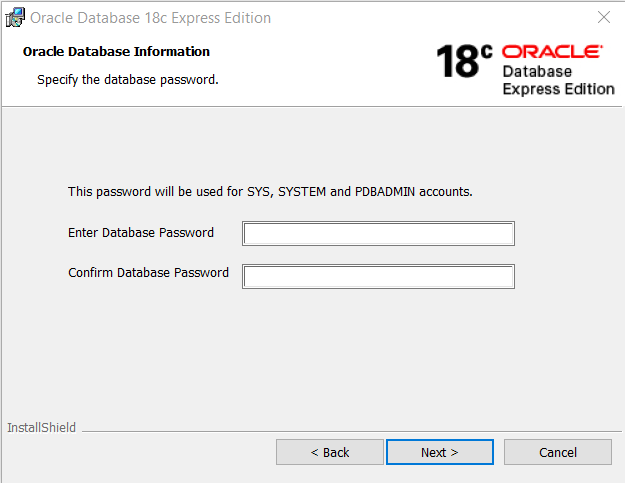 Oracle Database 18c Express Edition
Oracle Database Information
Specify the database password.
18c ORACLE
Database
Express Edition
This password will be used for SYS, SYSTEM and PDBADMIN accounts.
Enter Database Password
Confirm Database Password
InstallShield
< Back
Next >
Cancel